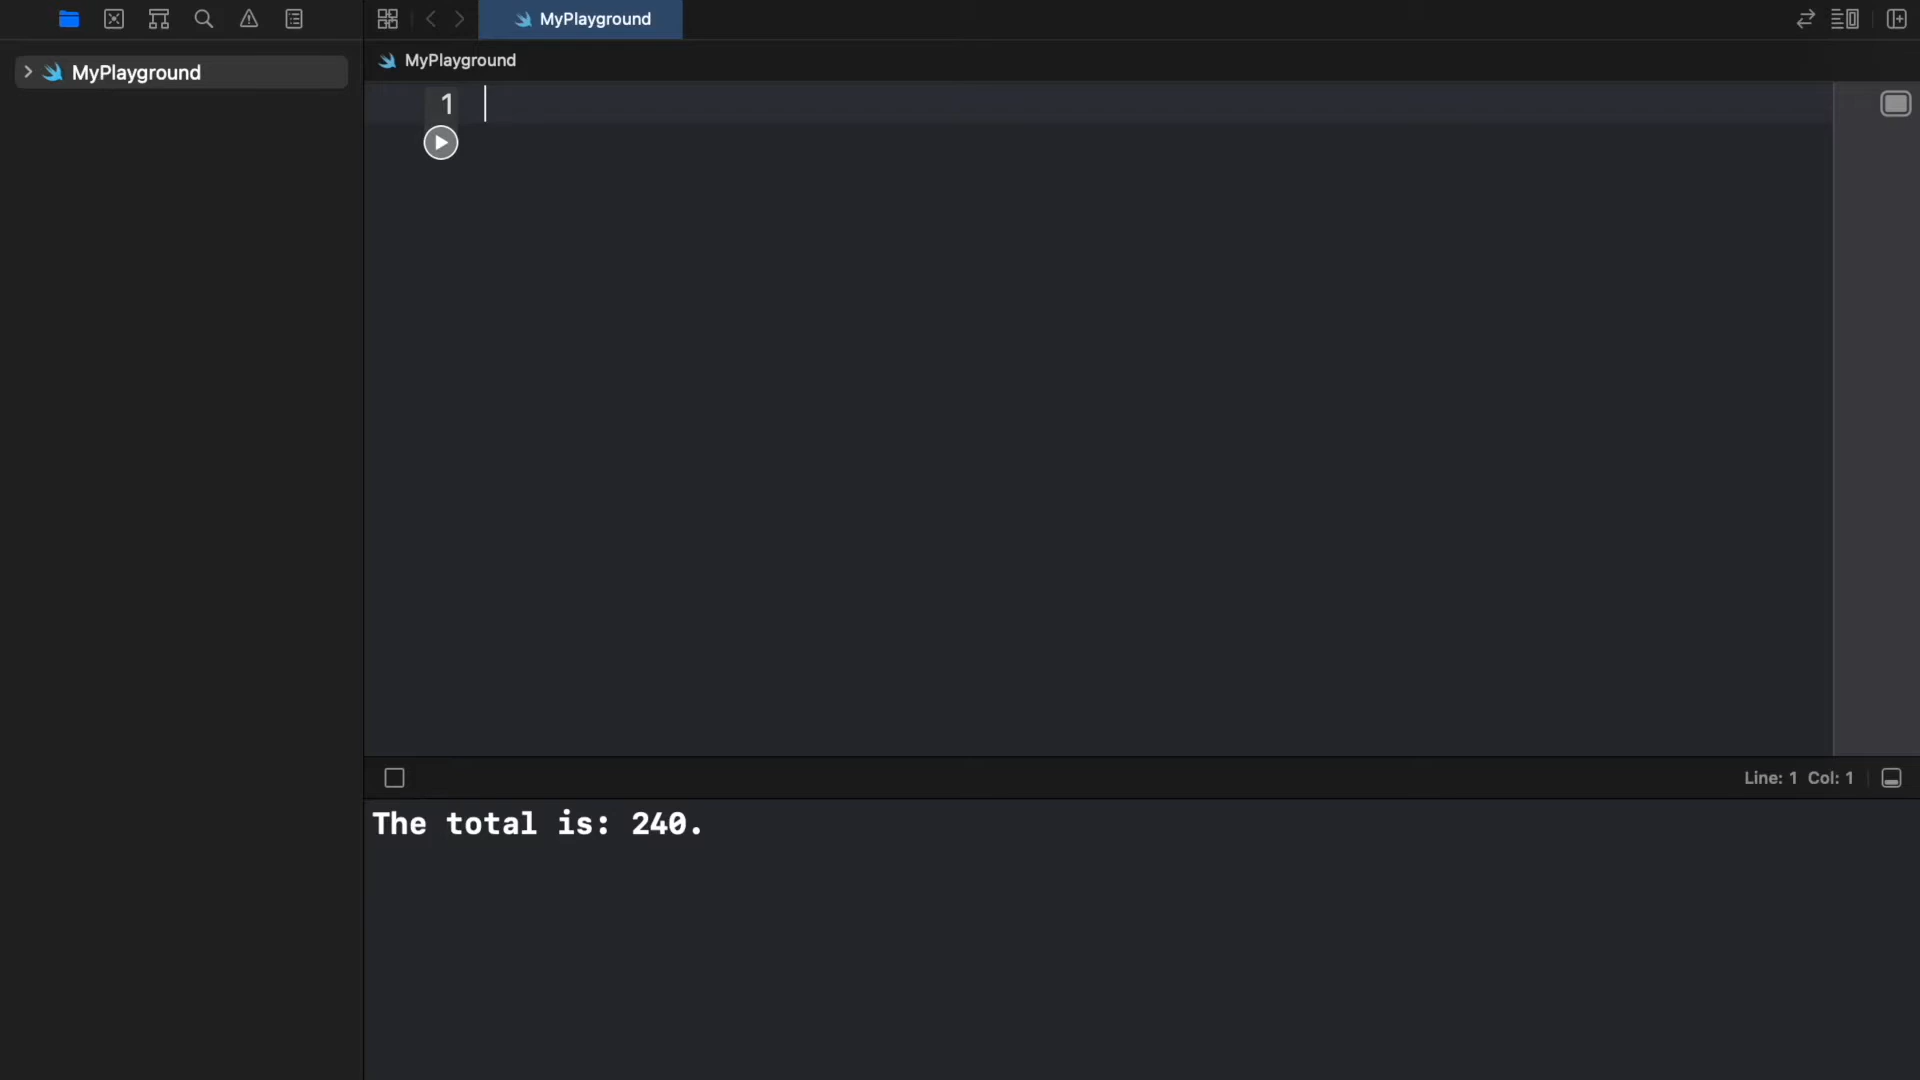 MyPlayground
MyPlayground
MyPlayground
1
Line: 1 Col: 1
The total is: 240.